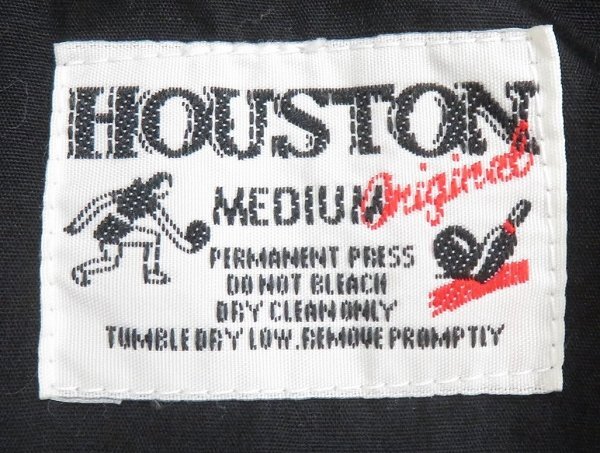 HOUSTON
Original
MEDIUM
PERMANENT PRESS
DO NOT BLEACH
DRY CLEAN ONLY
TUMBLE DRY LOW. REMOVE PROMPTLY